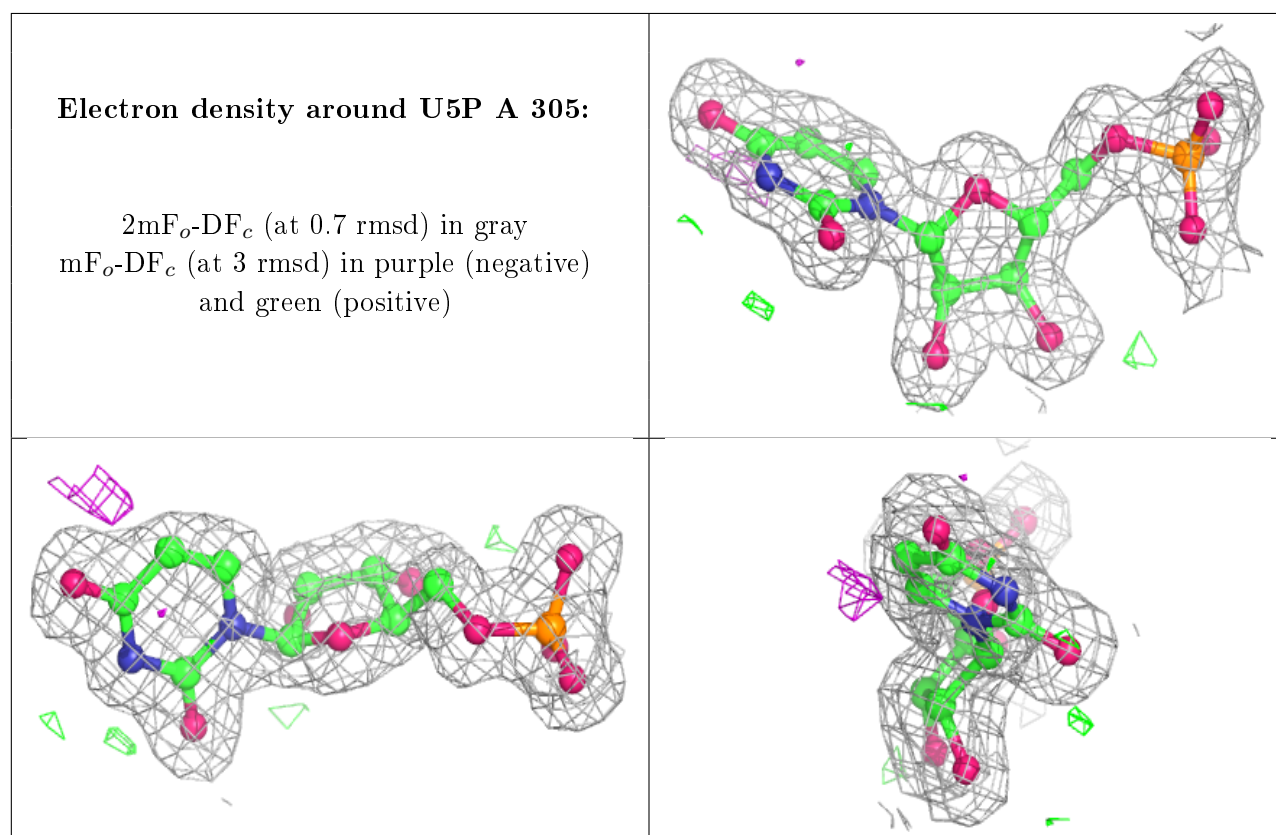 Electron density around U5P A 305:
2mFₒ-DF𝒸 (at 0.7 rmsd) in gray
mFₒ-DF𝒸 (at 3 rmsd) in purple (negative)
and green (positive)